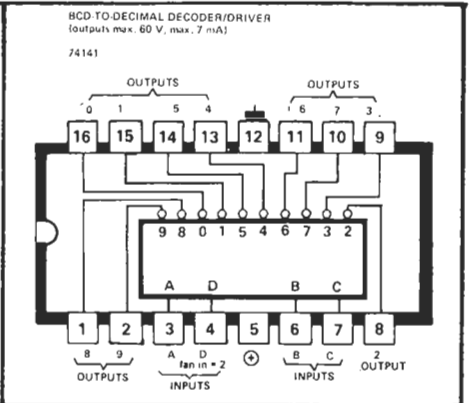 BCD-TO-DECIMAL DECODER/DRIVER
(outputs max. 60 V, max. 7 mA)
74141
OUTPUTS OUTPUTS
0 1 5 4 6 7 3
16 15 14 13 12 11 10 9
9 8 0 1 5 4 6 7 3 2
A D B C
1 2 3 4 5 6 7 8
8 9 A D + B C 2
fan in = 2
OUTPUTS INPUTS INPUTS OUTPUT